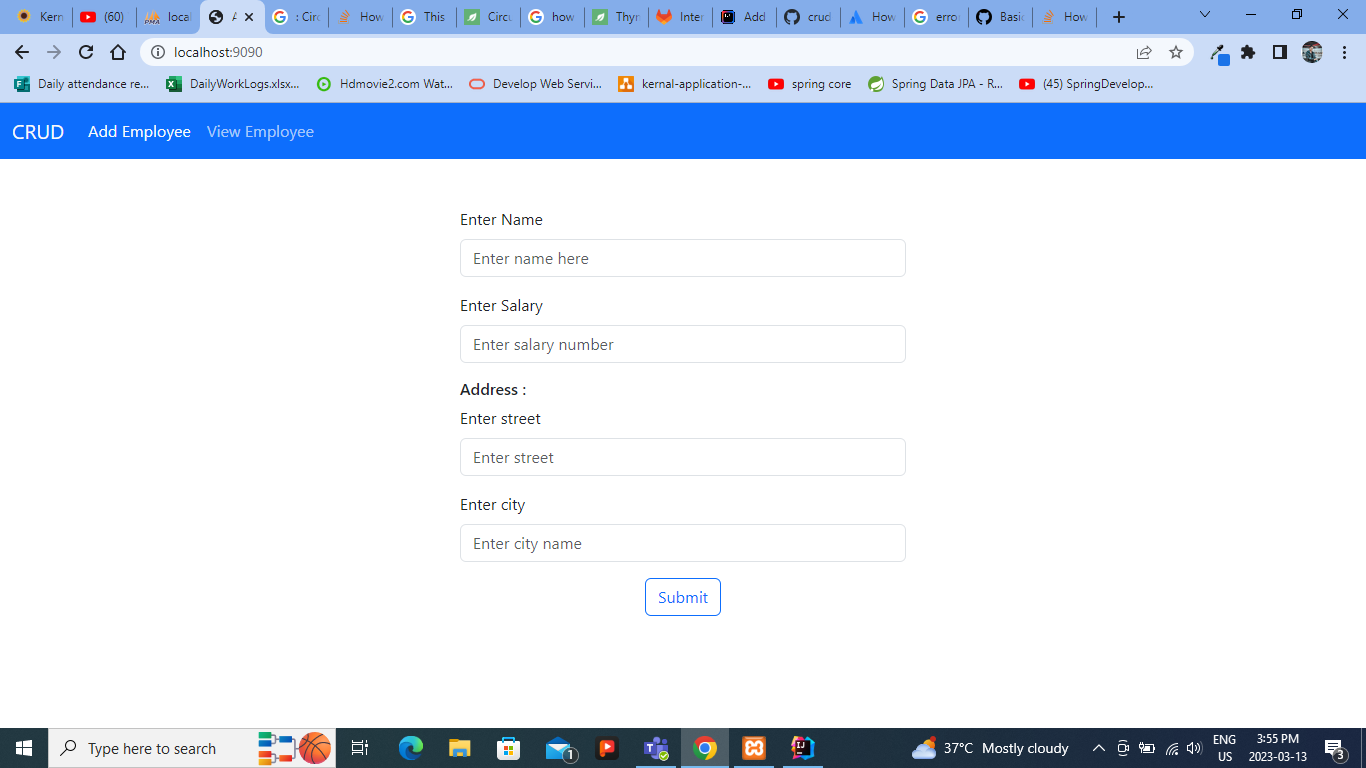 Kern (60) local A : Circ How This Circu how Thyr Inter Add crud How error Basic How
localhost:9090
Daily attendance re... DailyWorkLogs.xlsx... Hdmovie2.com Wat... Develop Web Servi... kernal-application-... spring core Spring Data JPA - R... (45) SpringDevelop...
CRUD Add Employee View Employee
Enter Name
Enter name here
Enter Salary
Enter salary number
Address :
Enter street
Enter street
Enter city
Enter city name
Submit
Type here to search 1 37°C Mostly cloudy ENG 3:55 PM
US 2023-03-13 3